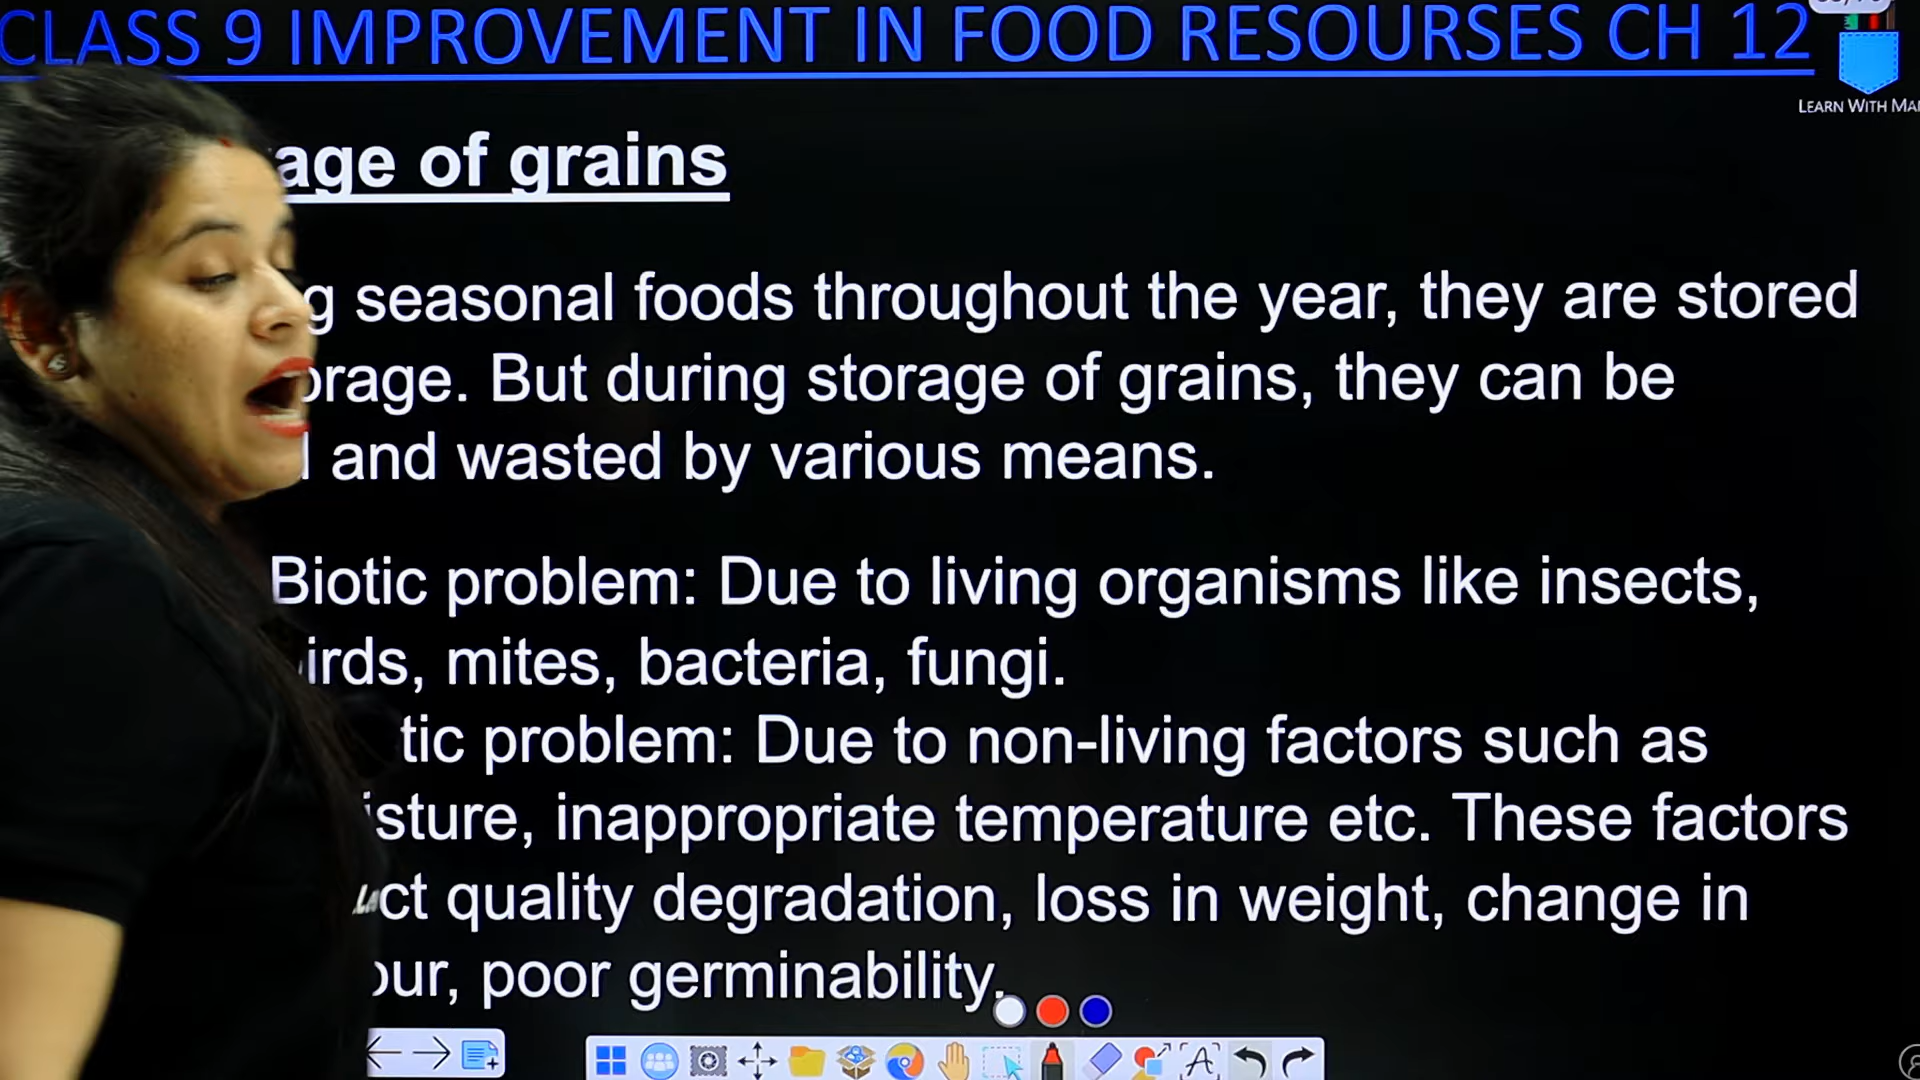 CLASS 9 IMPROVEMENT IN FOOD RESOURSES CH 12
LEARN WITH
age of grains
g seasonal foods throughout the year, they are stored
orage. But during storage of grains, they can be
and wasted by various means.
Biotic problem: Due to living organisms like insects,
irds, mites, bacteria, fungi.
tic problem: Due to non-living factors such as
isture, inappropriate temperature etc. These factors
ct quality degradation, loss in weight, change in
our, poor germinability.